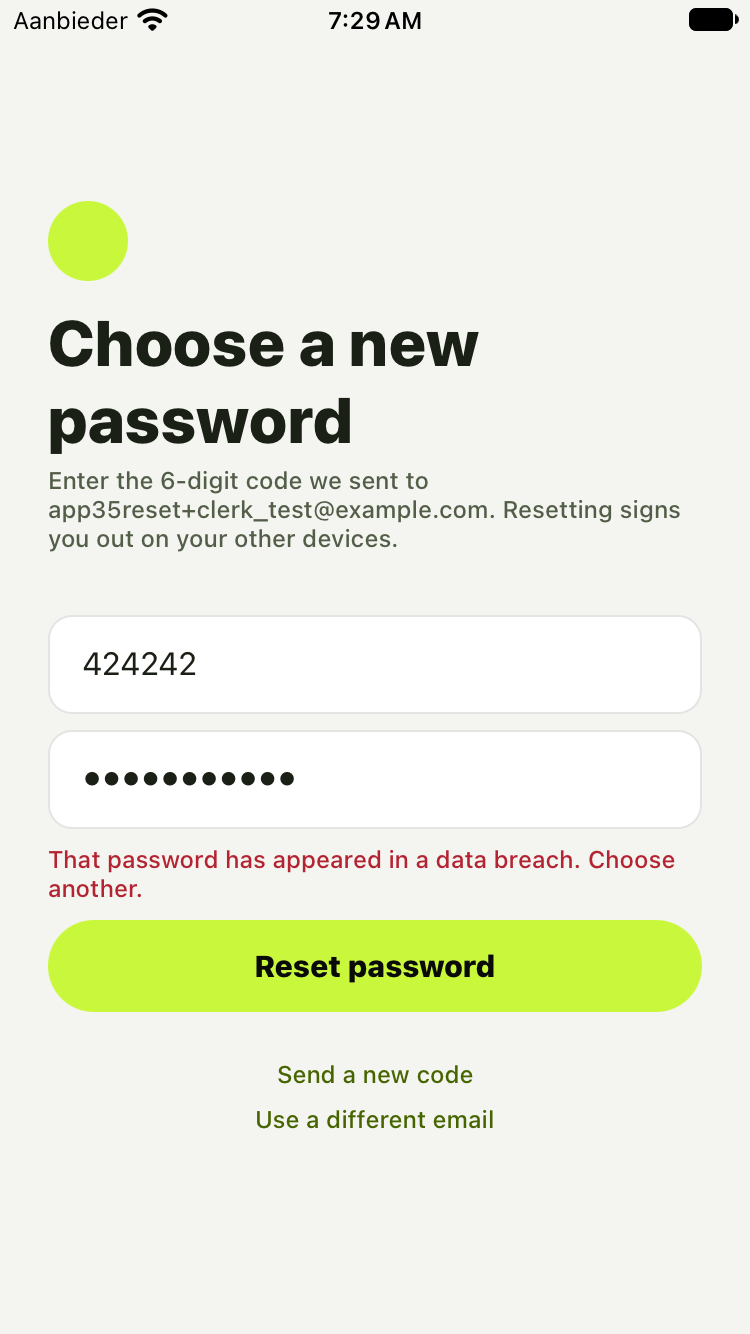 Aanbieder 7:29 AM
Choose a new
password
Enter the 6-digit code we sent to
app35reset+clerk_test@example.com. Resetting signs
you out on your other devices.
424242
•••••••••••
That password has appeared in a data breach. Choose
another.
Reset password
Send a new code
Use a different email